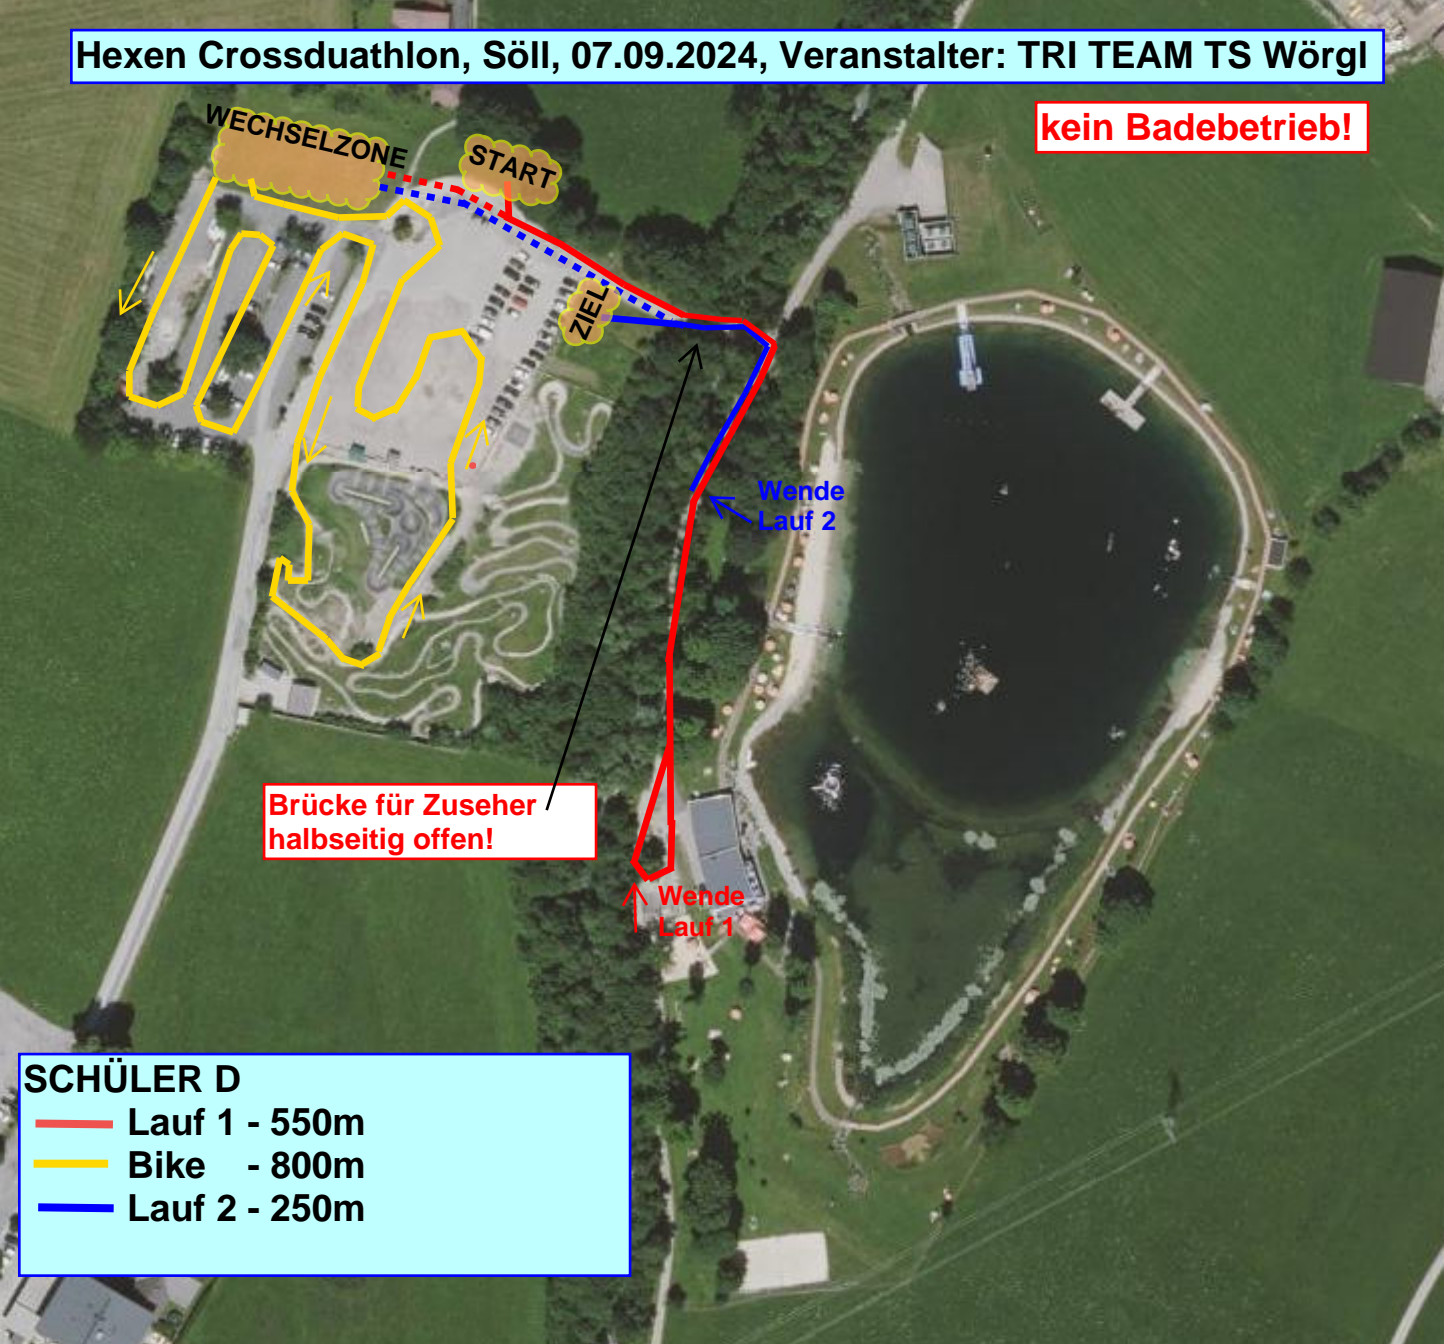 Hexen Crossduathlon, Söll, 07.09.2024, Veranstalter: TRI TEAM TS Wörgl
kein Badebetrieb!
WECHSELZONE
START
ZIEL
Wende
Lauf 2
Brücke für Zuseher
halbseitig offen!
Wende
Lauf 1
SCHÜLER D
Lauf 1 - 550m
Bike - 800m
Lauf 2 - 250m